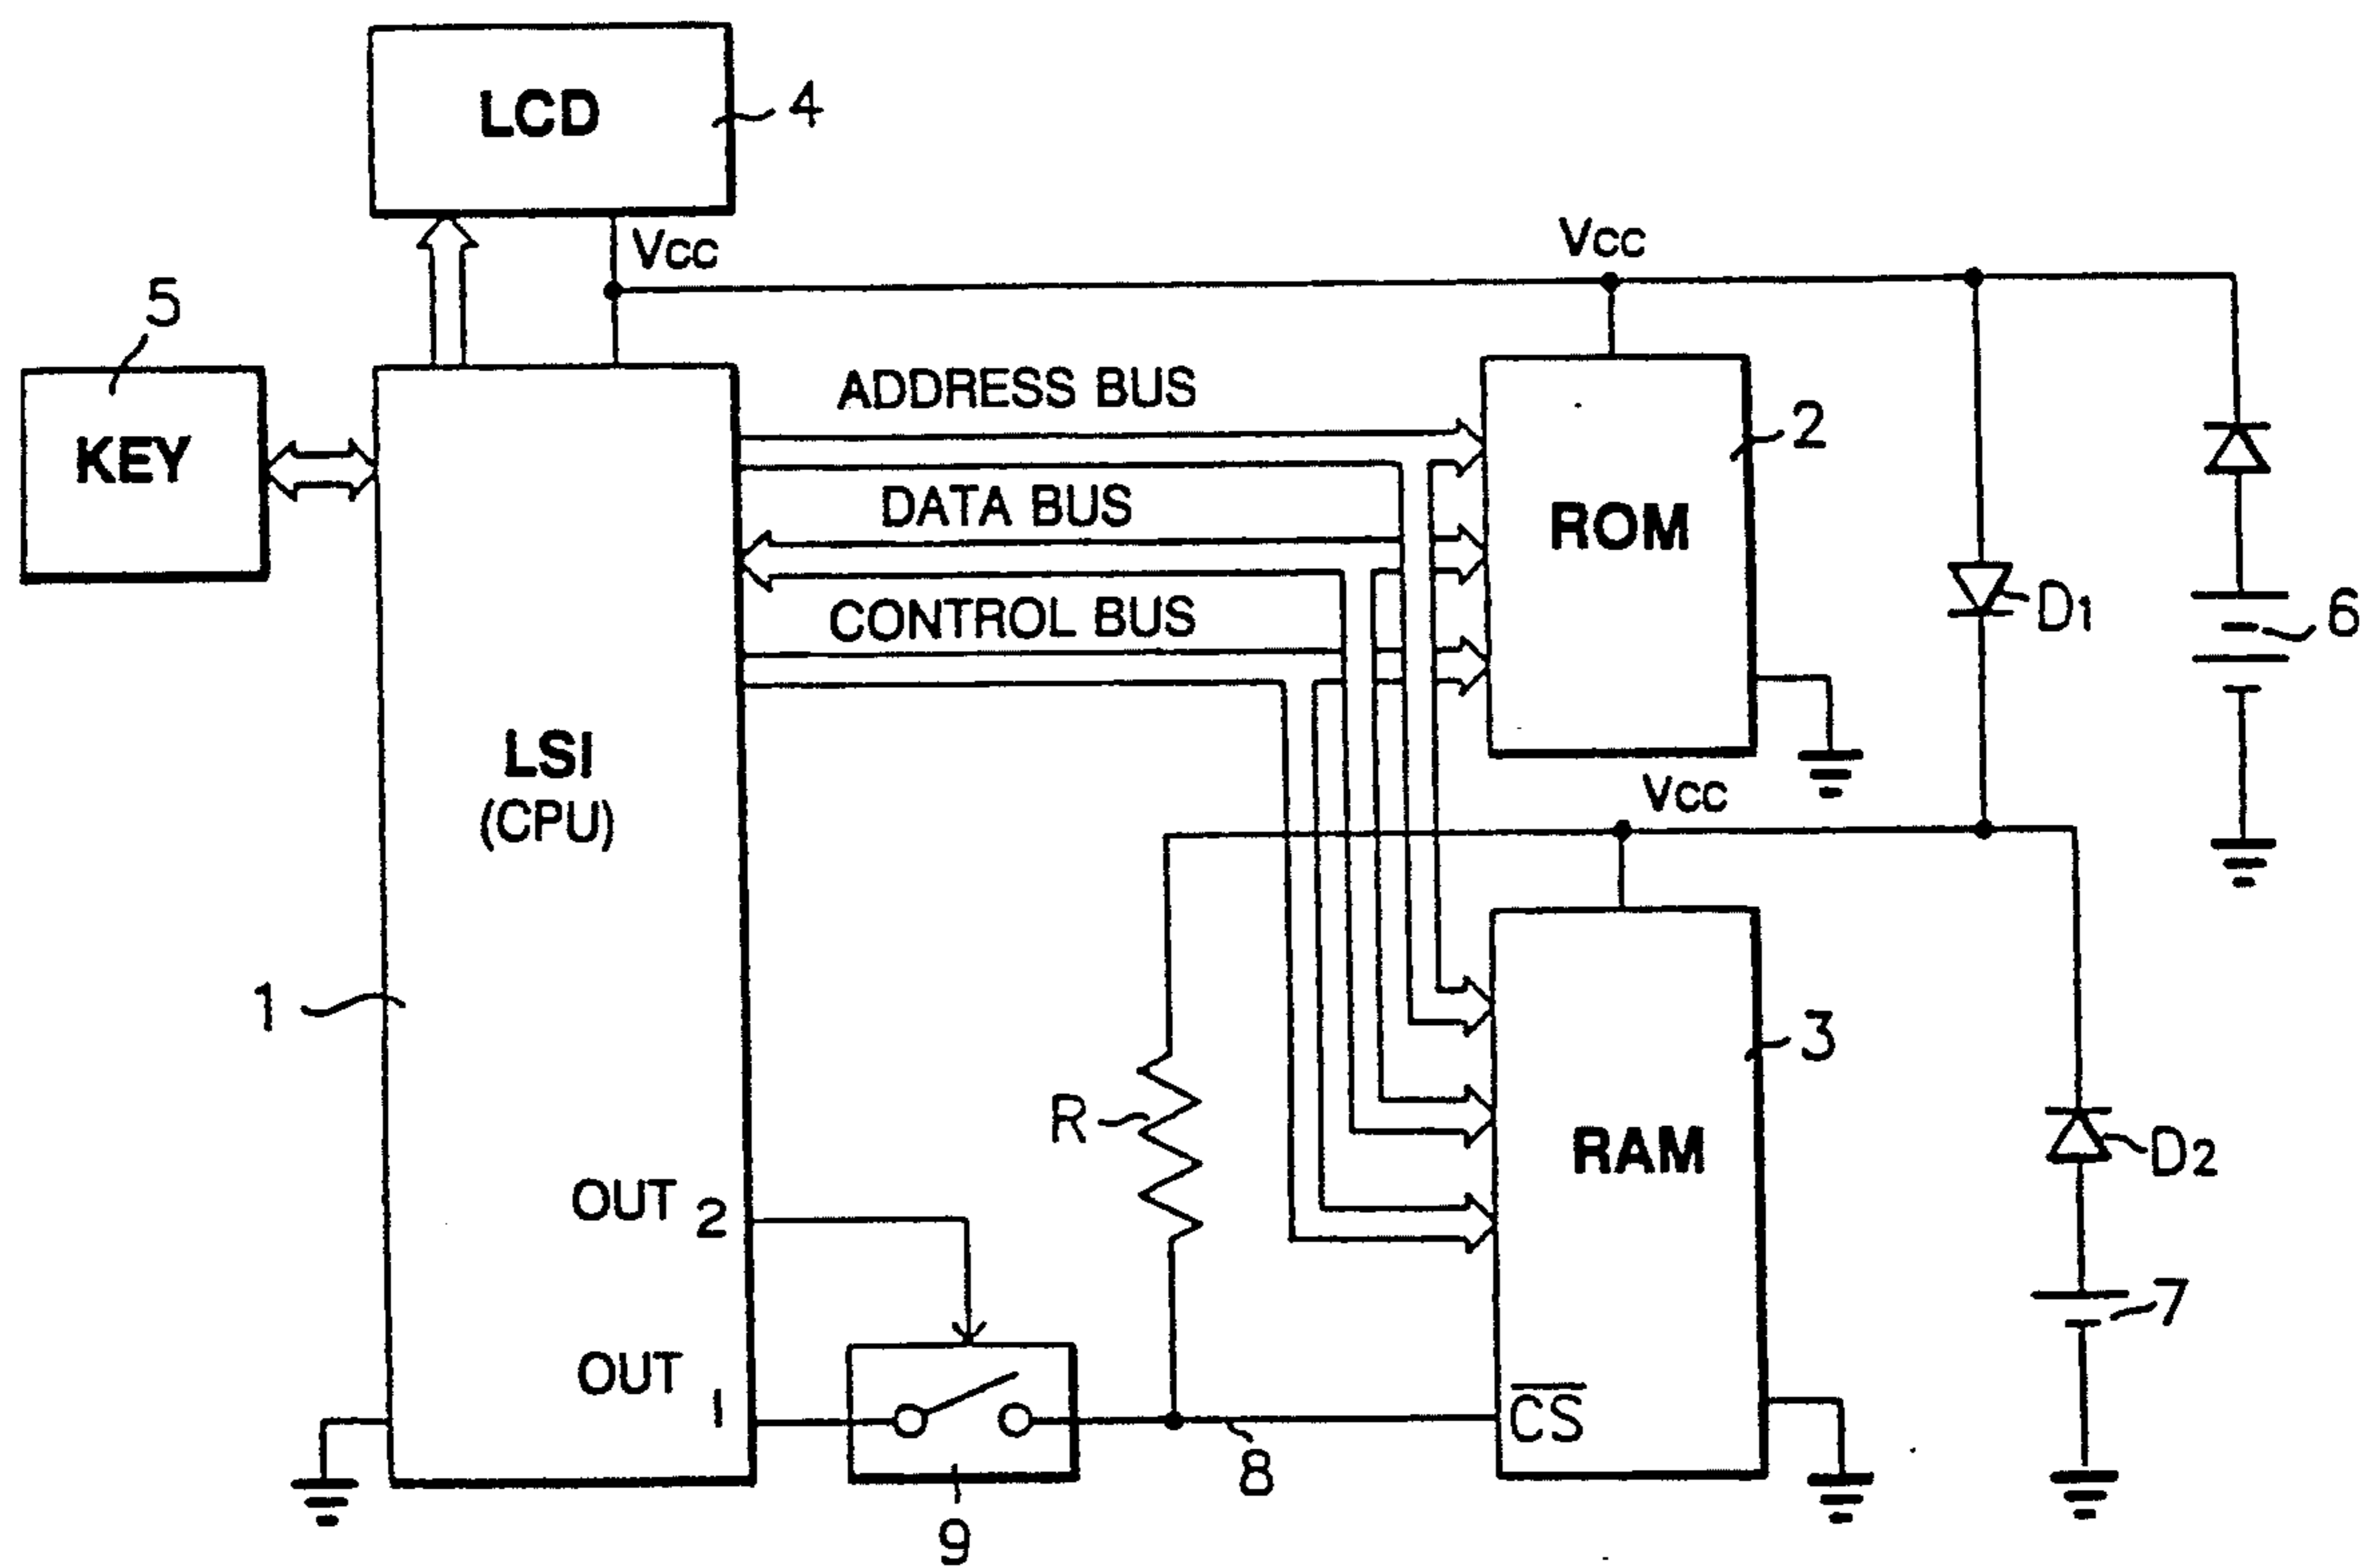 LCD
4
Vcc
Vcc
5
KEY
ADDRESS BUS
2
DATA BUS
ROM
D1
6
CONTROL BUS
LSI
(CPU)
Vcc
1
3
R
RAM
D2
OUT 2
7
OUT 1
CS
8
9